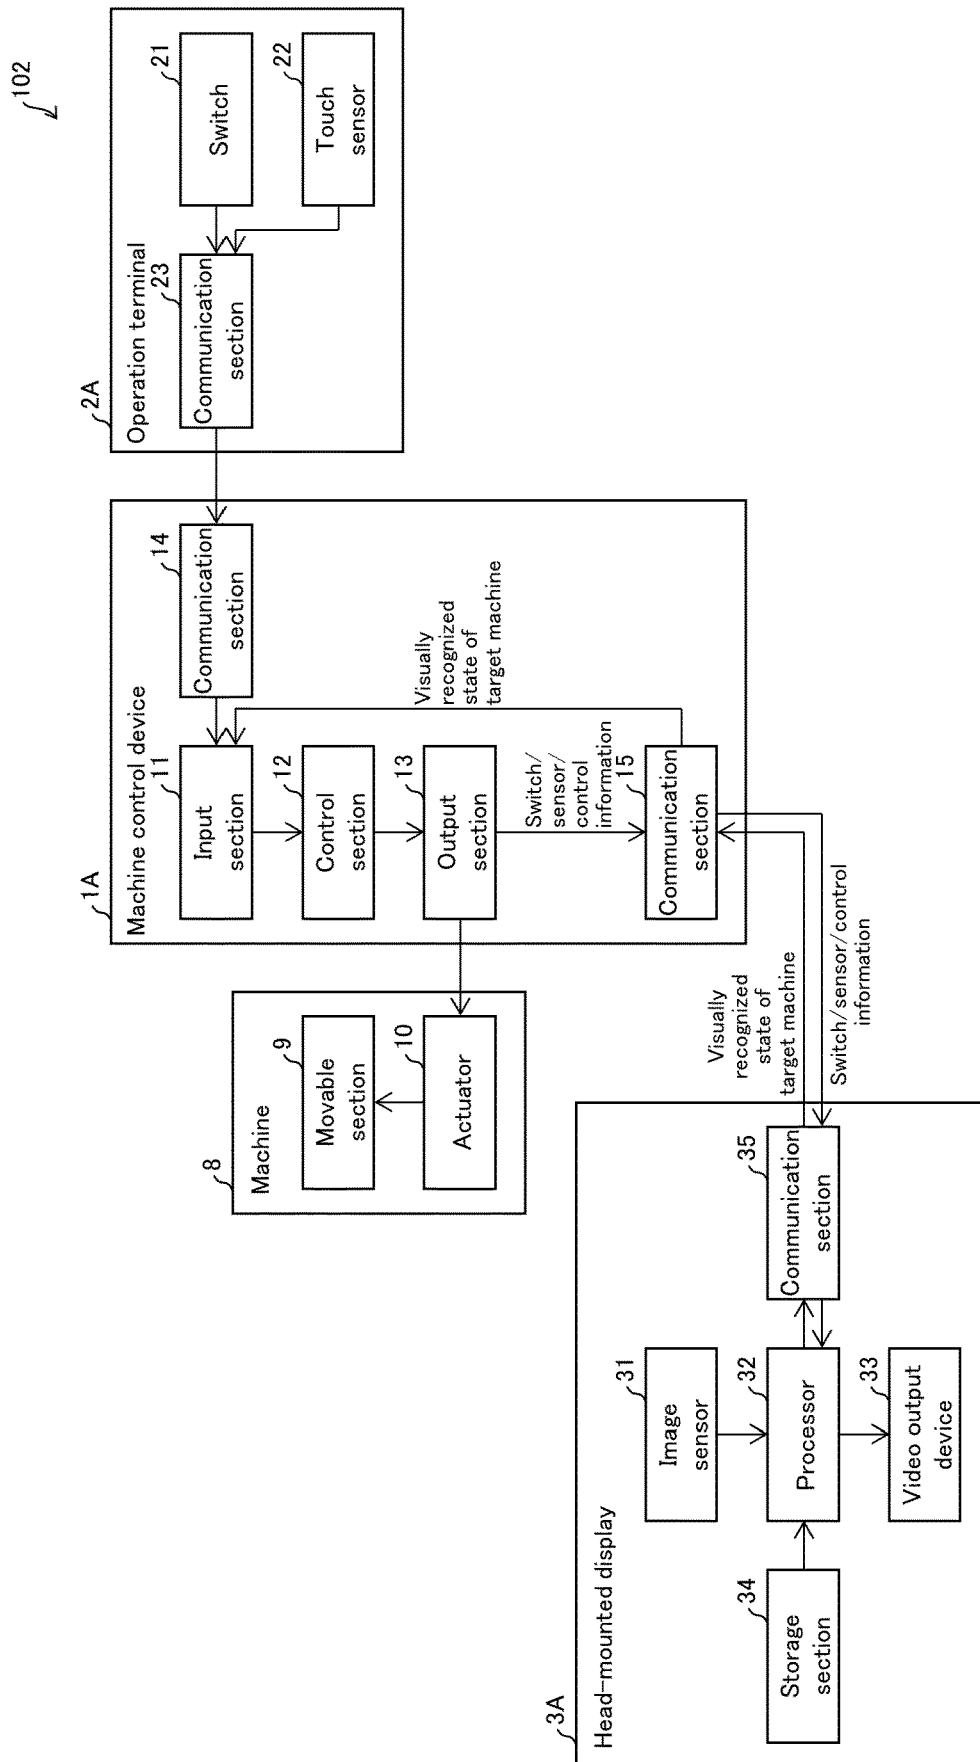 102
2A
Operation terminal
23
Communication
section
21
Switch
22
Touch
sensor
1A
Machine control device
11
Input
section
14
Communication
section
12
Control
section
13
Output
section
Visually
recognized
state of
target machine
Switch/
sensor/
control
information
15
Communication
section
8
Machine
9
Movable
section
10
Actuator
Visually
recognized
state of
target machine
Switch/sensor/control
information
3A
Head-mounted display
31
Image
sensor
34
Storage
section
32
Processor
35
Communication
section
33
Video output
device